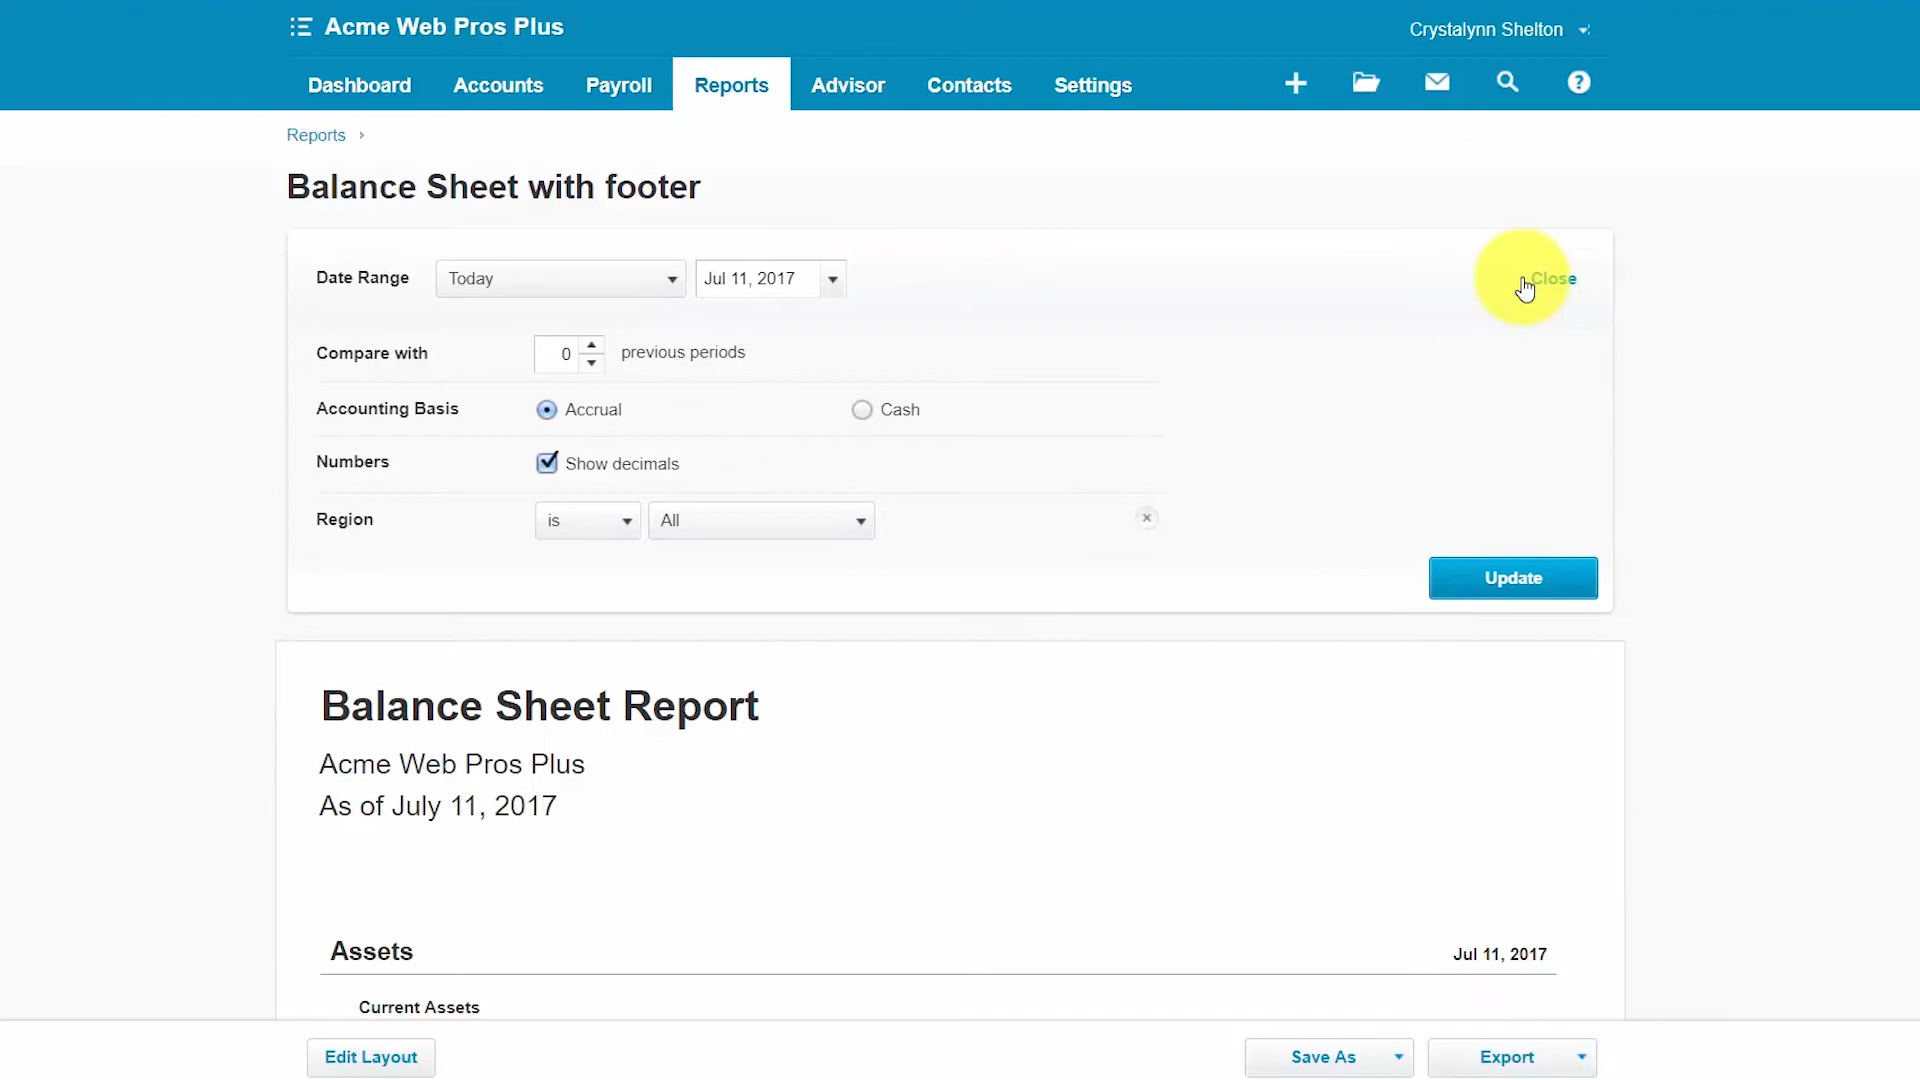 Acme Web Pros Plus
Crystalynn Shelton
Dashboard Accounts Payroll Reports Advisor Contacts Settings
Reports ›
Balance Sheet with footer
Date Range Today Jul 11, 2017 Close
Compare with 0 previous periods
Accounting Basis Accrual Cash
Numbers Show decimals
Region is All
Update
Balance Sheet Report
Acme Web Pros Plus
As of July 11, 2017
Assets Jul 11, 2017
Current Assets
Edit Layout Save As Export